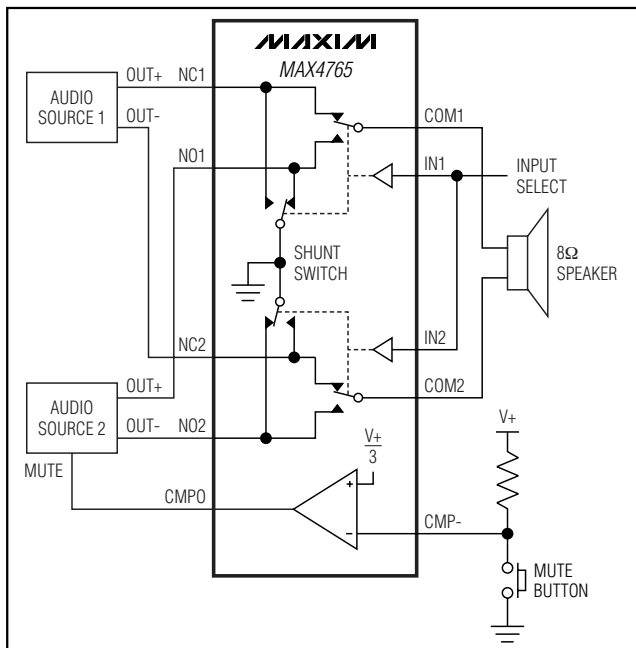 MAXIM
MAX4765
AUDIO
SOURCE 1
OUT+
OUT-
NC1
NO1
COM1
IN1
INPUT
SELECT
SHUNT
SWITCH
8Ω
SPEAKER
NC2
IN2
COM2
AUDIO
SOURCE 2
OUT+
OUT-
NO2
MUTE
CMPO
V+
3
+
-
CMP-
V+
MUTE
BUTTON